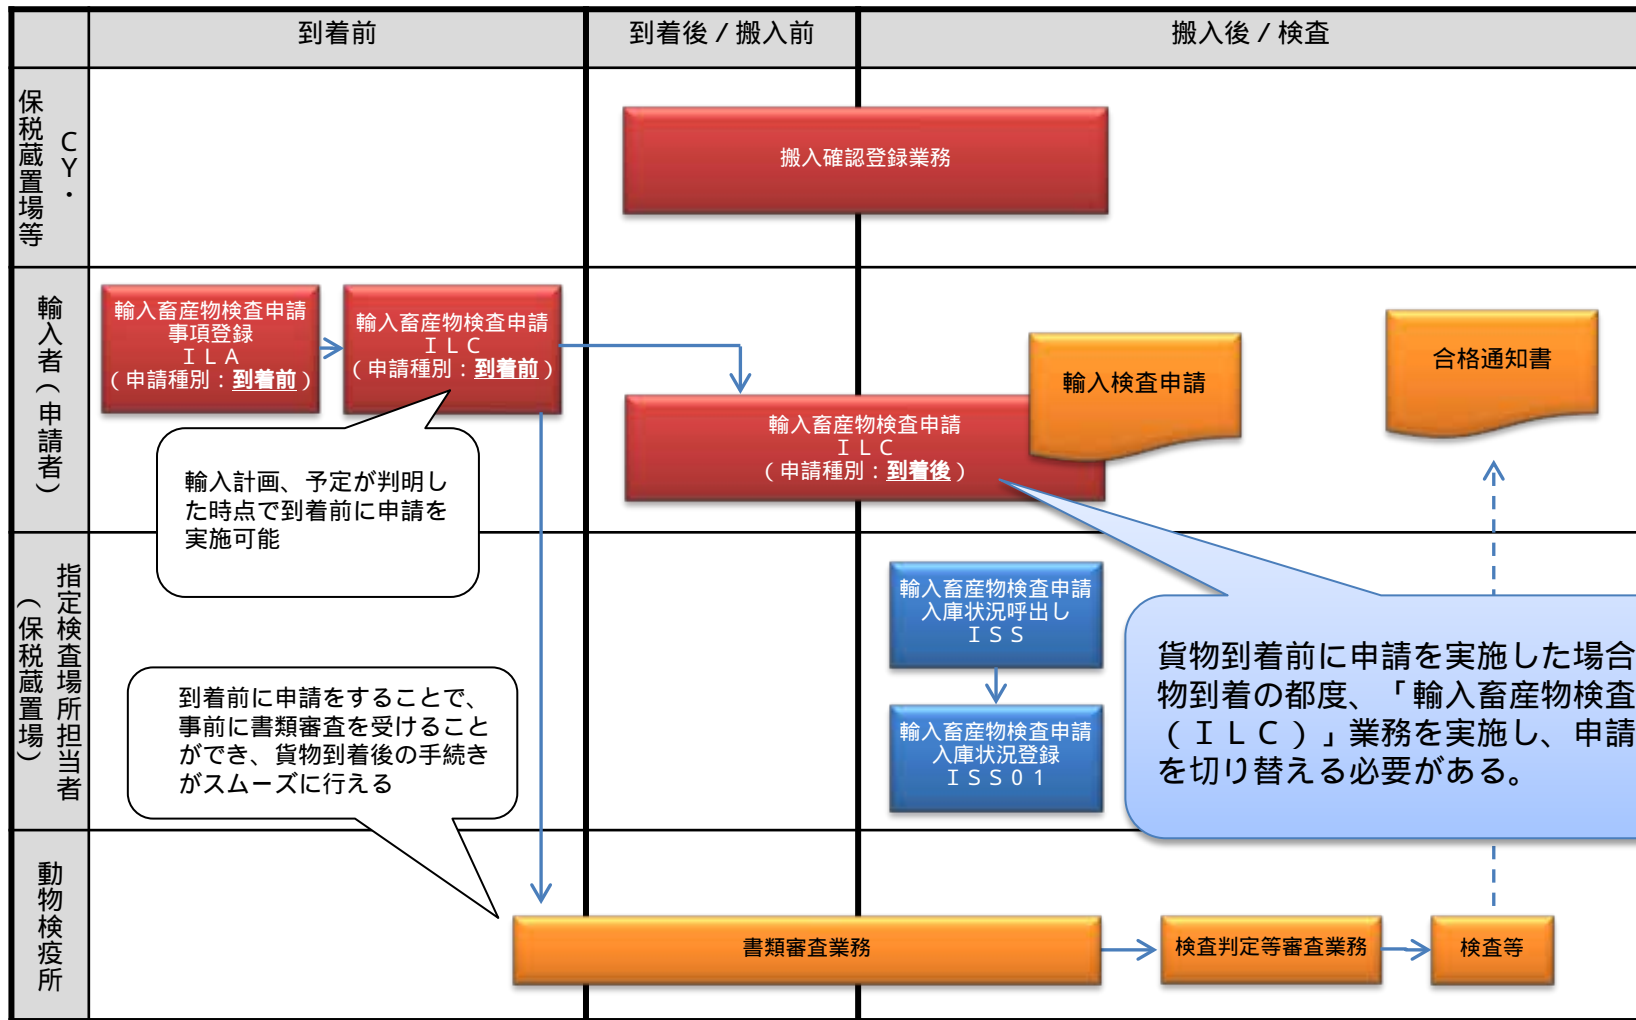 到着前
到着後／搬入前
搬入後／検査
ＣＹ・
保税蔵置場等
搬入確認登録業務
輸入者（申請者）
輸入畜産物検査申請
事項登録
ＩＬＡ
（申請種別：到着前）
輸入畜産物検査申請
ＩＬＣ
（申請種別：到着前）
輸入畜産物検査申請
ＩＬＣ
（申請種別：到着後）
輸入検査申請
合格通知書
輸入計画、予定が判明し
た時点で到着前に申請を
実施可能
指定検査場所担当者
（保税蔵置場）
輸入畜産物検査申請
入庫状況呼出し
ＩＳＳ
輸入畜産物検査申請
入庫状況登録
ＩＳＳ０１
貨物到着前に申請を実施した場合
物到着の都度、「輸入畜産物検査
（ＩＬＣ）」業務を実施し、申請
を切り替える必要がある。
到着前に申請をすることで、
事前に書類審査を受けること
ができ、貨物到着後の手続き
がスムーズに行える
動物検疫所
書類審査業務
検査判定等審査業務
検査等